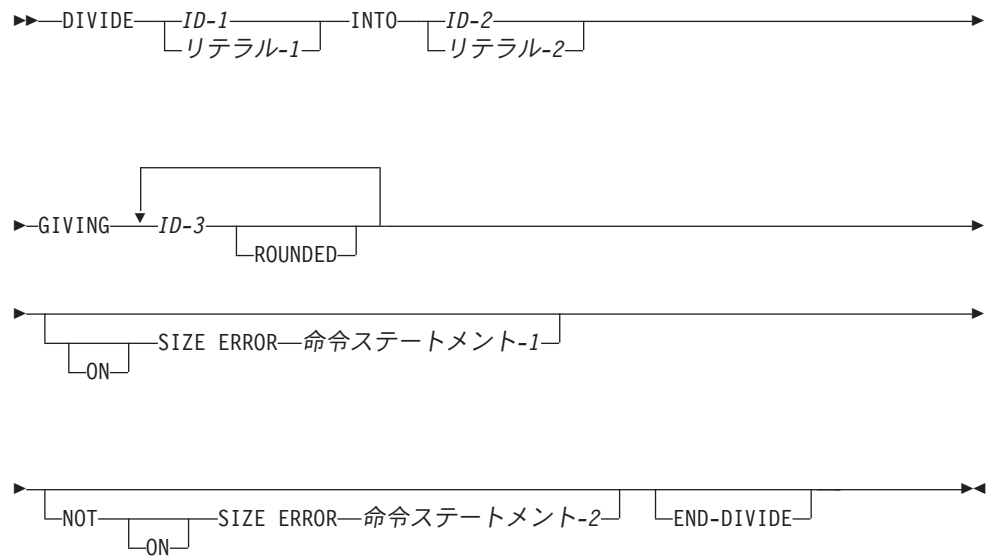 DIVIDE ID-1 INTO ID-2
リテラル-1 リテラル-2
GIVING ID-3
ROUNDED
SIZE ERROR 命令ステートメント-1
ON
NOT SIZE ERROR 命令ステートメント-2 END-DIVIDE
ON